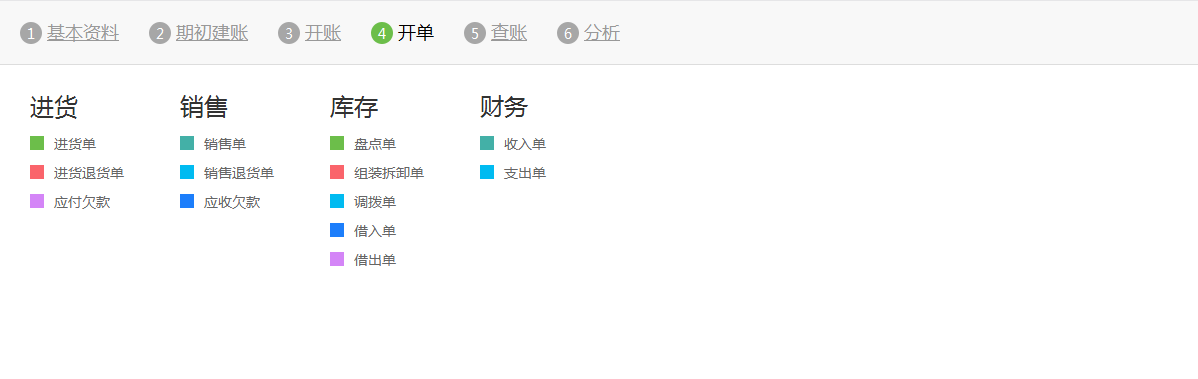 1 基本资料 2 期初建账 3 开账 4 开单 5 查账 6 分析
进货 销售 库存 财务
进货单 销售单 盘点单 收入单
进货退货单 销售退货单 组装拆卸单 支出单
应付欠款 应收欠款 调拨单
借入单
借出单